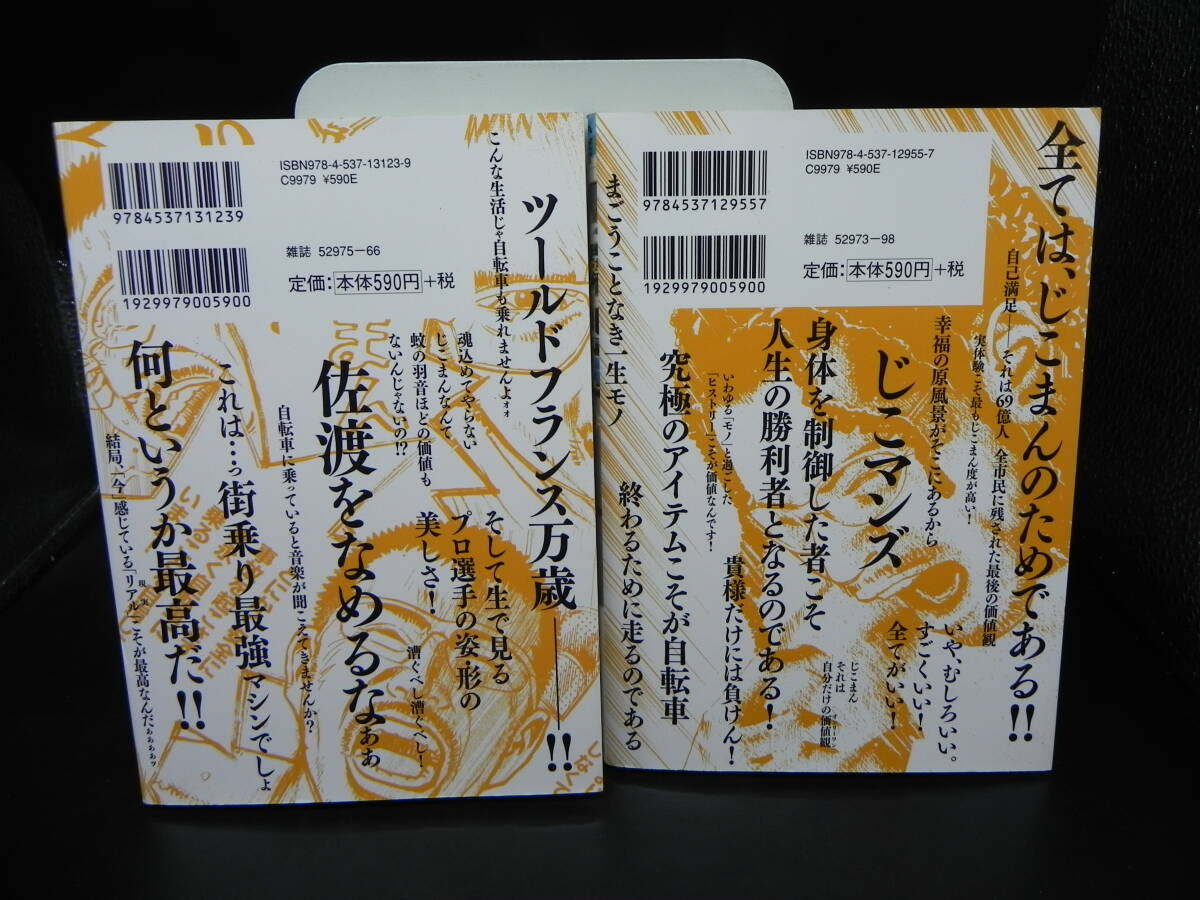 ISBN978-4-537-13123-9
C9979 ¥590E
9784537131239
雑誌 52975-66
定価:本体590円+税
1929979005900
こんな生活じゃ自転車も乗れませんよォォ
ツールドフランス万歳――!!
魂込めてやらない
じこまんなんて
蚊の羽音ほどの価値も
ないんじゃないの!?
そして生で見る
プロ選手の姿・形の
美しさ!
漕ぐべし漕ぐべし!
佐渡をなめるなぁぁ
自転車に乗っていると音楽が聞こえてきませんか?
これは…っ街乗り最強マシンでしょ
何というか最高だ!!
結局、「今」感じている「リアル」こそが最高なんだぁぁぁぁッ
現実
ISBN978-4-537-12955-7
C9979 ¥590E
9784537129557
雑誌 52973-98
定価:本体590円+税
1929979005900
全ては、じこまんのためである!!
自己満足――それは69億人 全市民に残された最後の価値観
実体験こそ最もじこまん度が高い!
幸福の原風景がそこにあるから
いや、むしろいい。
すごくいい!
全てがいい!
じこマンズ
じこまん
それは
自分だけの価値観
身体を制御した者こそ
人生の勝利者となるのである!
いわゆる「モノ」と過ごした
「ヒストリー」こそが価値なんです!
貴様だけには負けん!
究極のアイテムこそが自転車
終わるために走るのである
まごうことなき一生モノ